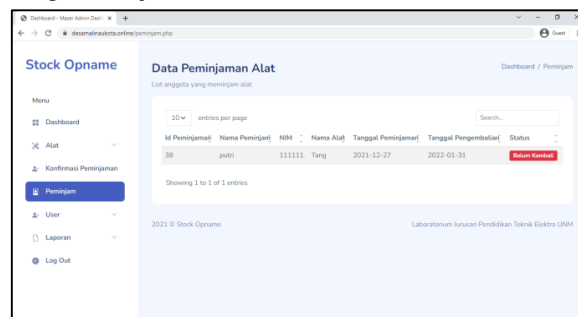 Dashboard - Mazer Admin Dash
desamalinaukota.online/peminjam.php
Guest
Stock Opname
Menu
Dashboard
Alat
Konfirmasi Peminjaman
Peminjam
User
Laporan
Log Out
Data Peminjaman Alat
Dashboard / Peminjam
List anggota yang meminjam alat
10 entries per page
Search...
Id Peminjaman Nama Peminjam NIM Nama Alat Tanggal Peminjaman Tanggal Pengembalian Status
38 putri 111111 Tang 2021-12-27 2022-01-31 Belum Kembali
Showing 1 to 1 of 1 entries
2021 © Stock Opname
Laboratorium Jurusan Pendidikan Teknik Elektro UNM